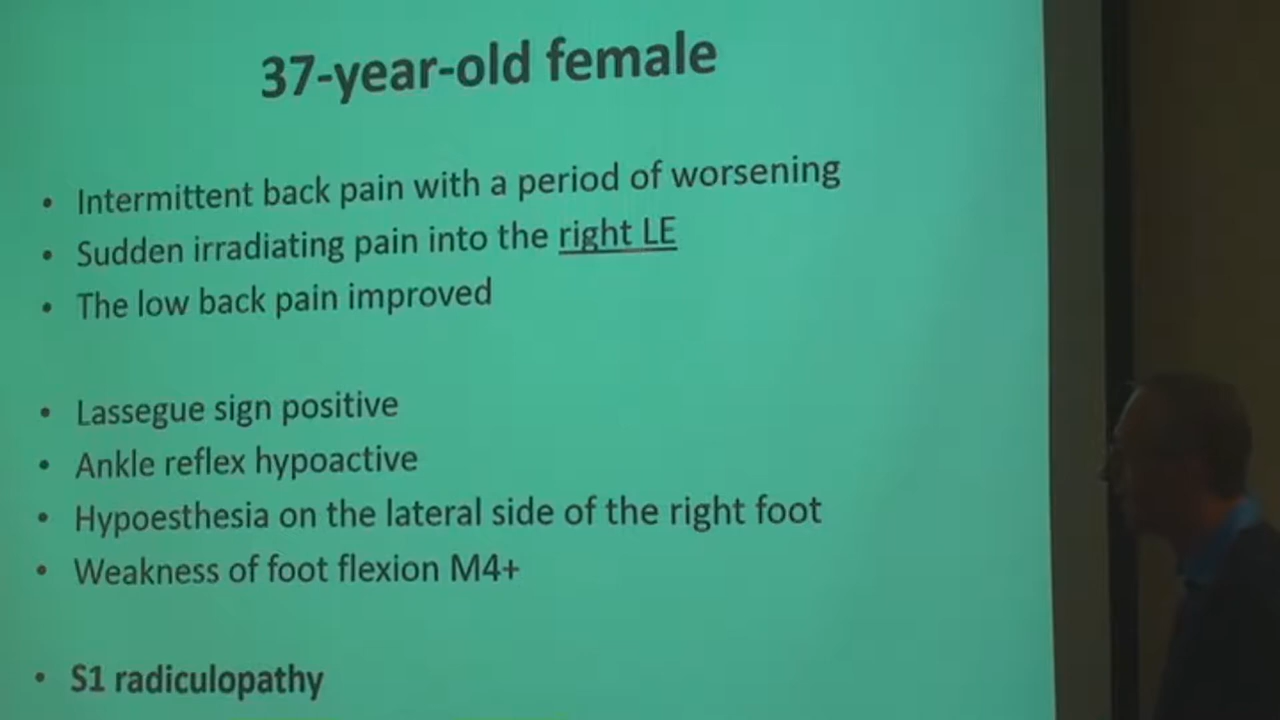 37-year-old female
• Intermittent back pain with a period of worsening
• Sudden irradiating pain into the right LE
• The low back pain improved
• Lassegue sign positive
• Ankle reflex hypoactive
• Hypoesthesia on the lateral side of the right foot
• Weakness of foot flexion M4+
• S1 radiculopathy